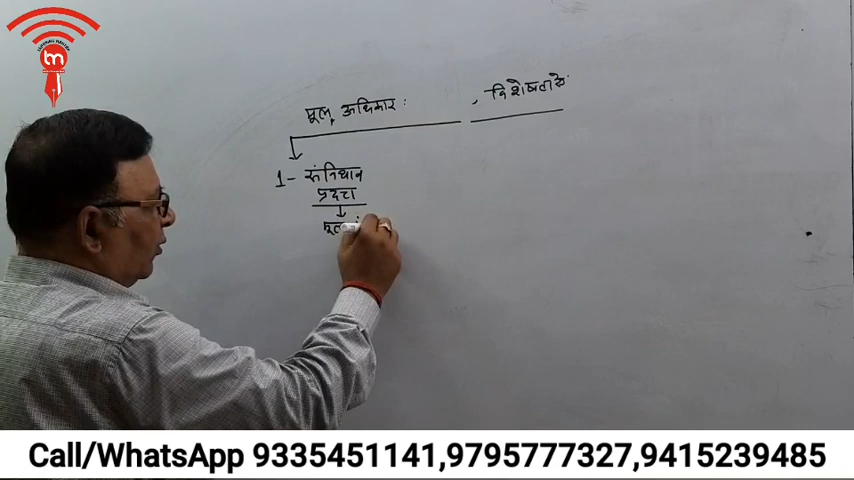 मूल अधिकार : , विशेषताएं
1- संविधान
प्रदत्त
मूल
Call/WhatsApp 9335451141,9795777327,9415239485